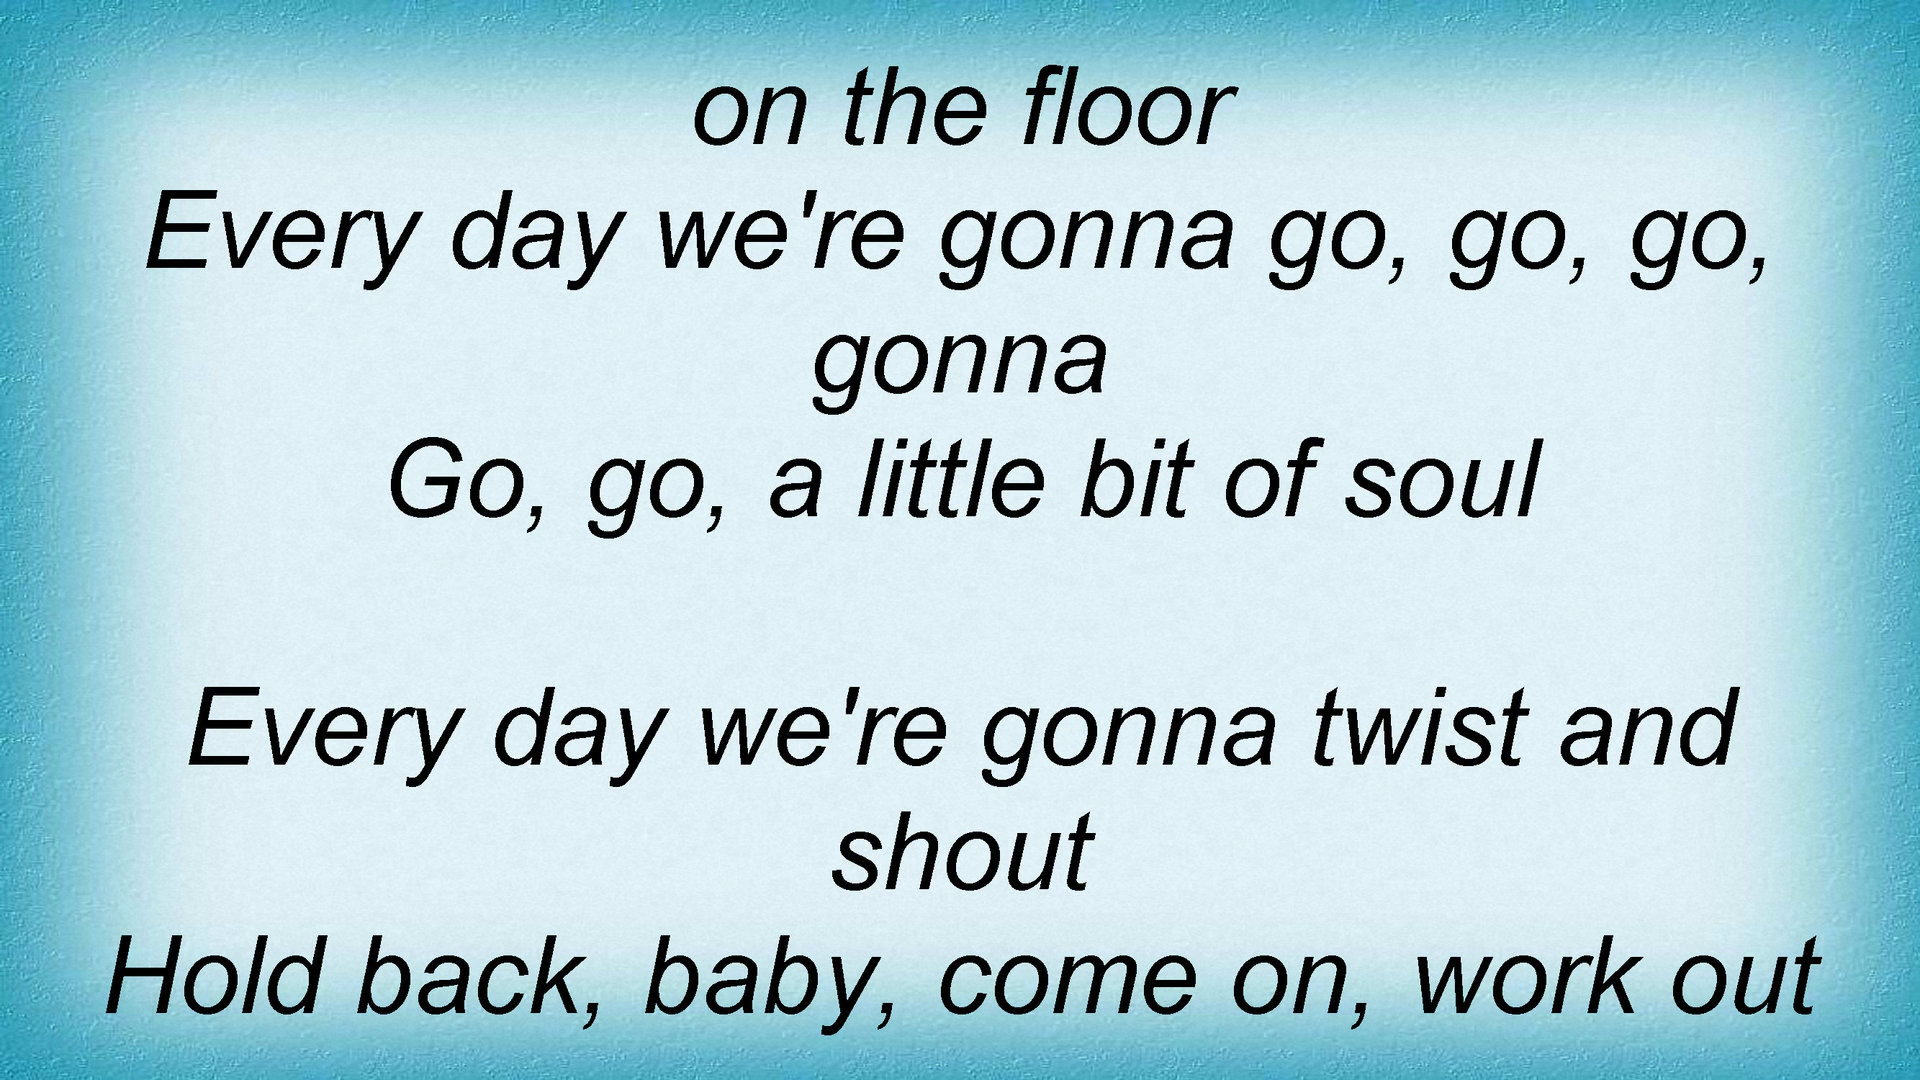 on the floor
Every day we're gonna go, go, go,
gonna
Go, go, a little bit of soul
Every day we're gonna twist and
shout
Hold back, baby, come on, work out